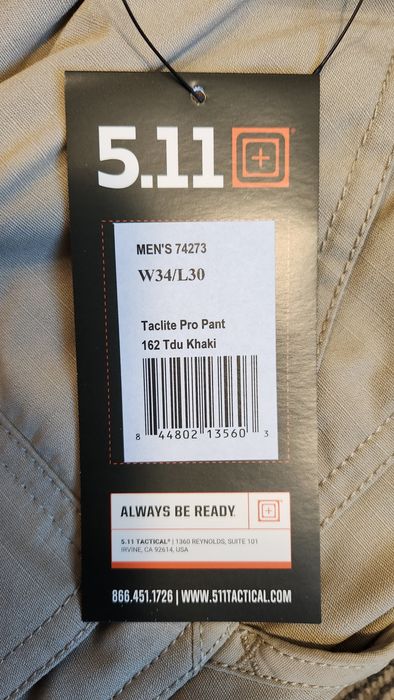 5.11
MEN'S 74273
W34/L30
Taclite Pro Pant
162 Tdu Khaki
8 44802 13560 3
ALWAYS BE READY.
5.11 TACTICAL® | 1360 REYNOLDS, SUITE 101
IRVINE, CA 92614, USA
866.451.1726 | WWW.511TACTICAL.COM